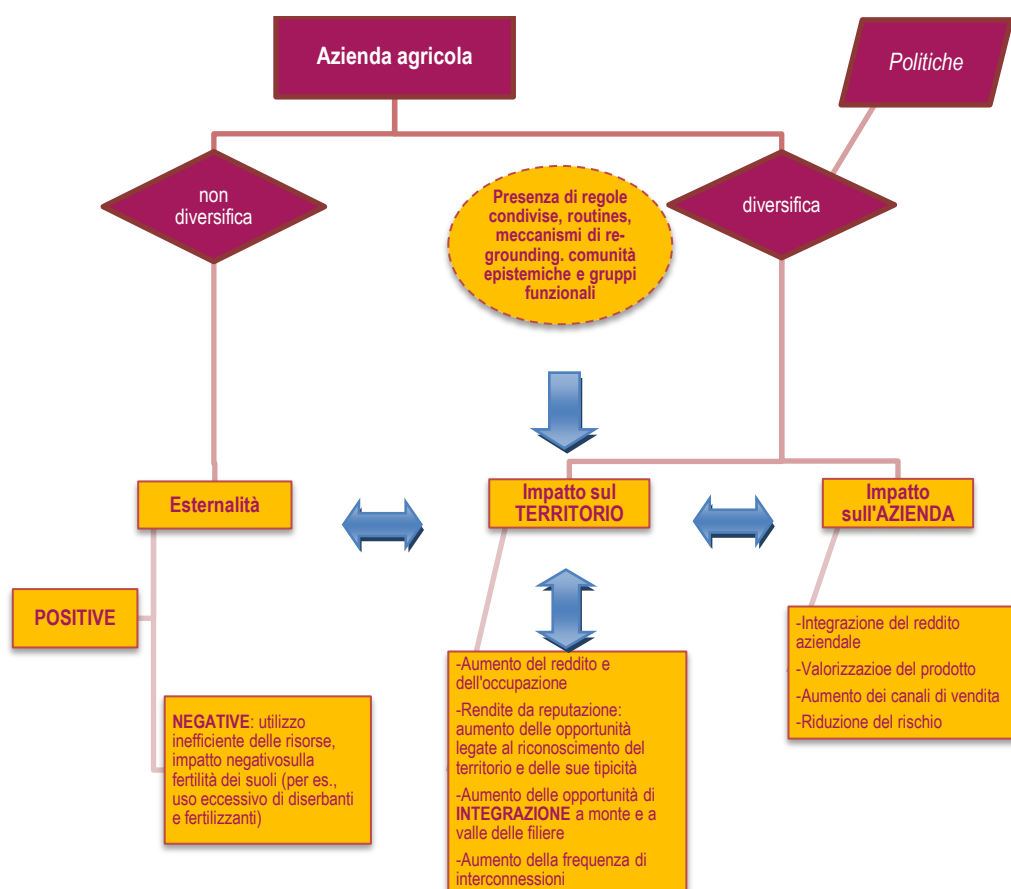 Azienda agricola
Politiche
non
diversifica
Presenza di regole
condivise, routines,
meccanismi di re-
grounding. comunità
epistemiche e gruppi
funzionali
diversifica
Esternalità
Impatto sul
TERRITORIO
Impatto
sull'AZIENDA
POSITIVE
NEGATIVE: utilizzo
inefficiente delle risorse,
impatto negativosulla
fertilità dei suoli (per es.,
uso eccessivo di diserbanti
e fertilizzanti)
-Aumento del reddito e
dell'occupazione
-Rendite da reputazione:
aumento delle opportunità
legate al riconoscimento del
territorio e delle sue tipicità
-Aumento delle opportunità di
INTEGRAZIONE a monte e a
valle delle filiere
-Aumento della frequenza di
interconnessioni
-Integrazione del reddito
aziendale
-Valorizzazioe del prodotto
-Aumento dei canali di vendita
-Riduzione del rischio